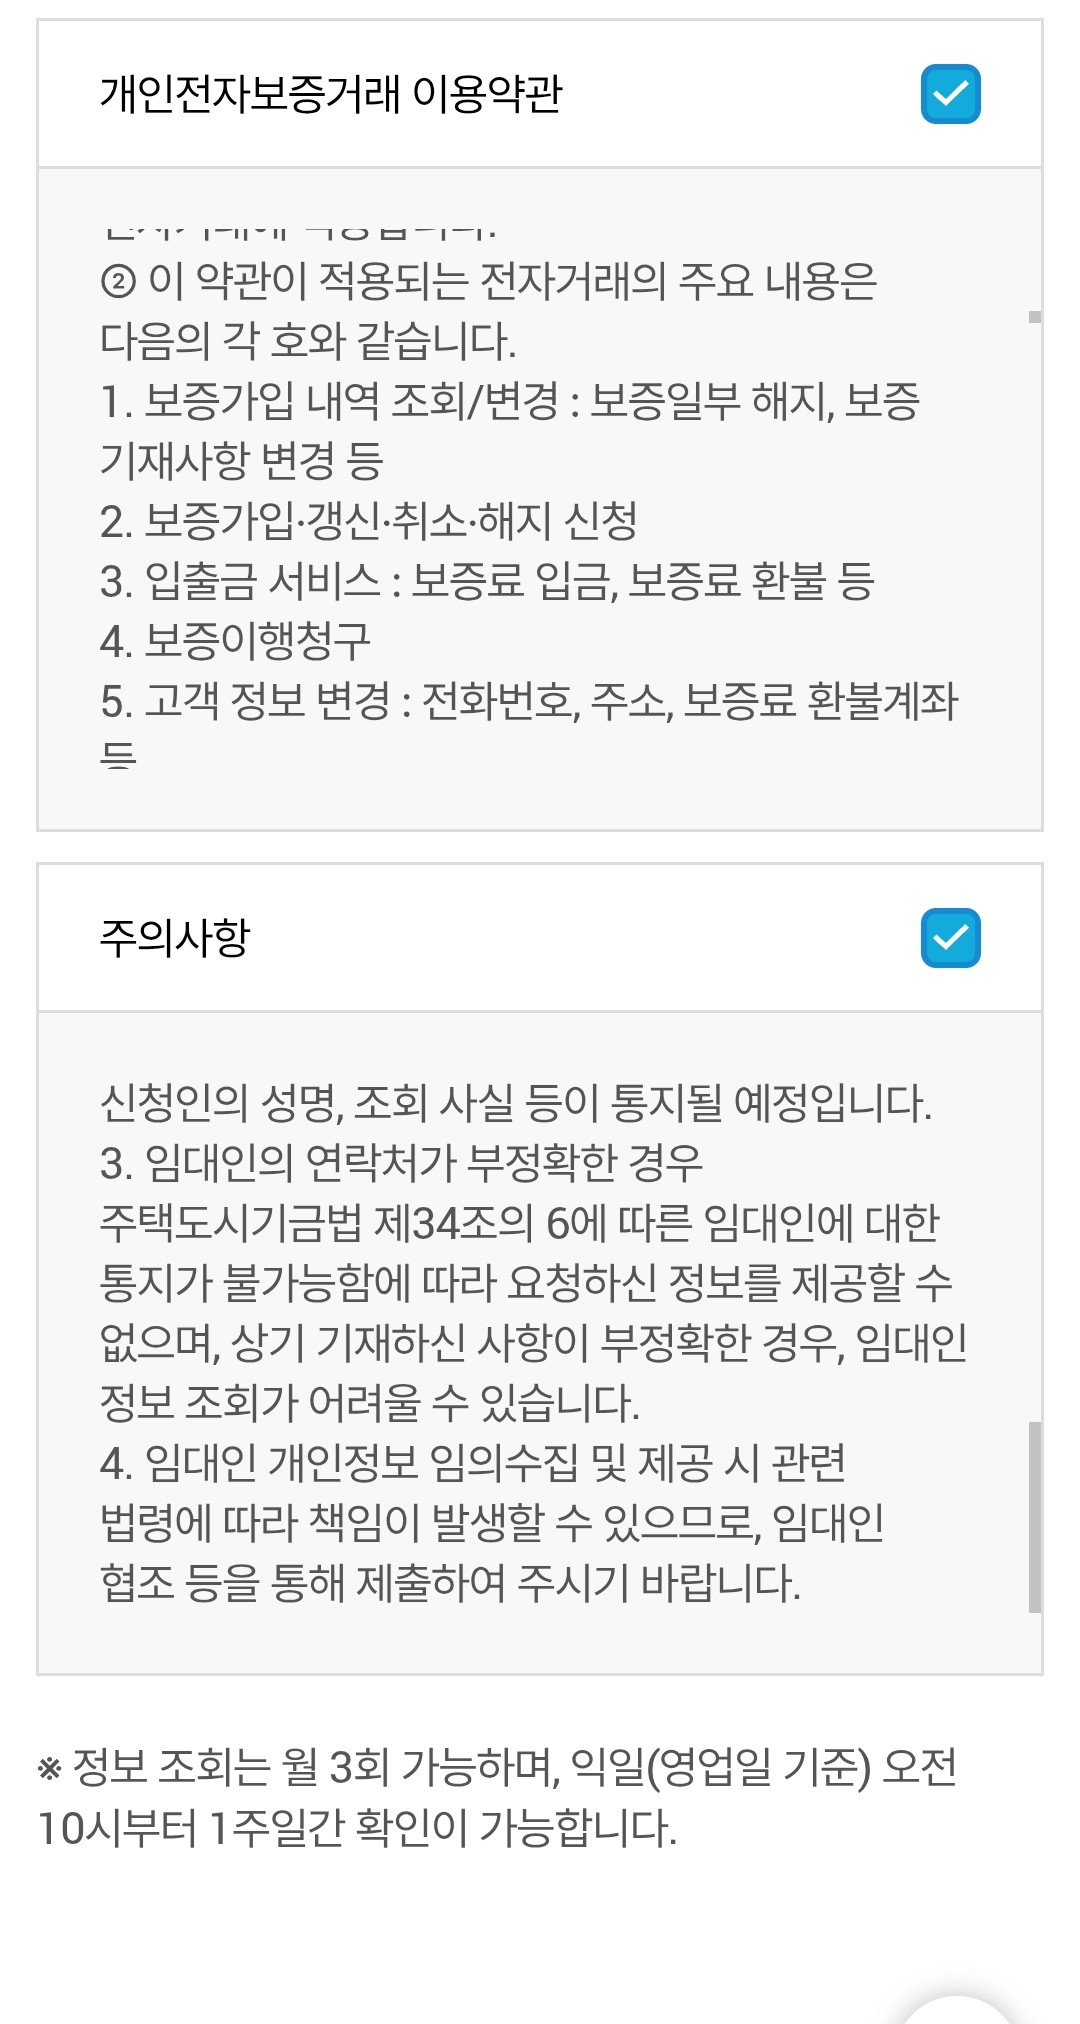 개인전자보증거래 이용약관
② 이 약관이 적용되는 전자거래의 주요 내용은
다음의 각 호와 같습니다.
1. 보증가입 내역 조회/변경 : 보증일부 해지, 보증
기재사항 변경 등
2. 보증가입·갱신·취소·해지 신청
3. 입출금 서비스 : 보증료 입금, 보증료 환불 등
4. 보증이행청구
5. 고객 정보 변경 : 전화번호, 주소, 보증료 환불계좌
등
주의사항
신청인의 성명, 조회 사실 등이 통지될 예정입니다.
3. 임대인의 연락처가 부정확한 경우
주택도시기금법 제34조의 6에 따른 임대인에 대한
통지가 불가능함에 따라 요청하신 정보를 제공할 수
없으며, 상기 기재하신 사항이 부정확한 경우, 임대인
정보 조회가 어려울 수 있습니다.
4. 임대인 개인정보 임의수집 및 제공 시 관련
법령에 따라 책임이 발생할 수 있으므로, 임대인
협조 등을 통해 제출하여 주시기 바랍니다.
※ 정보 조회는 월 3회 가능하며, 익일(영업일 기준) 오전
10시부터 1주일간 확인이 가능합니다.